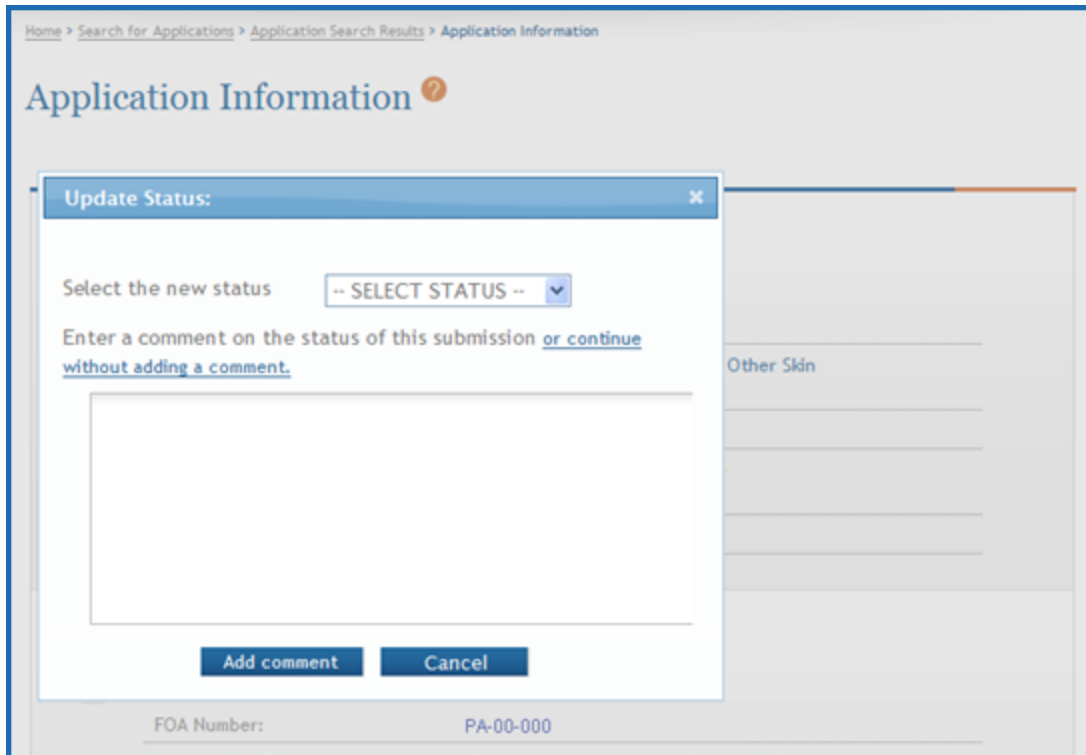 Home > Search for Applications > Application Search Results > Application Information
Application Information ?
Update Status:
Select the new status -- SELECT STATUS --
Enter a comment on the status of this submission or continue
without adding a comment.
Other Skin
Add comment Cancel
FOA Number: PA-00-000